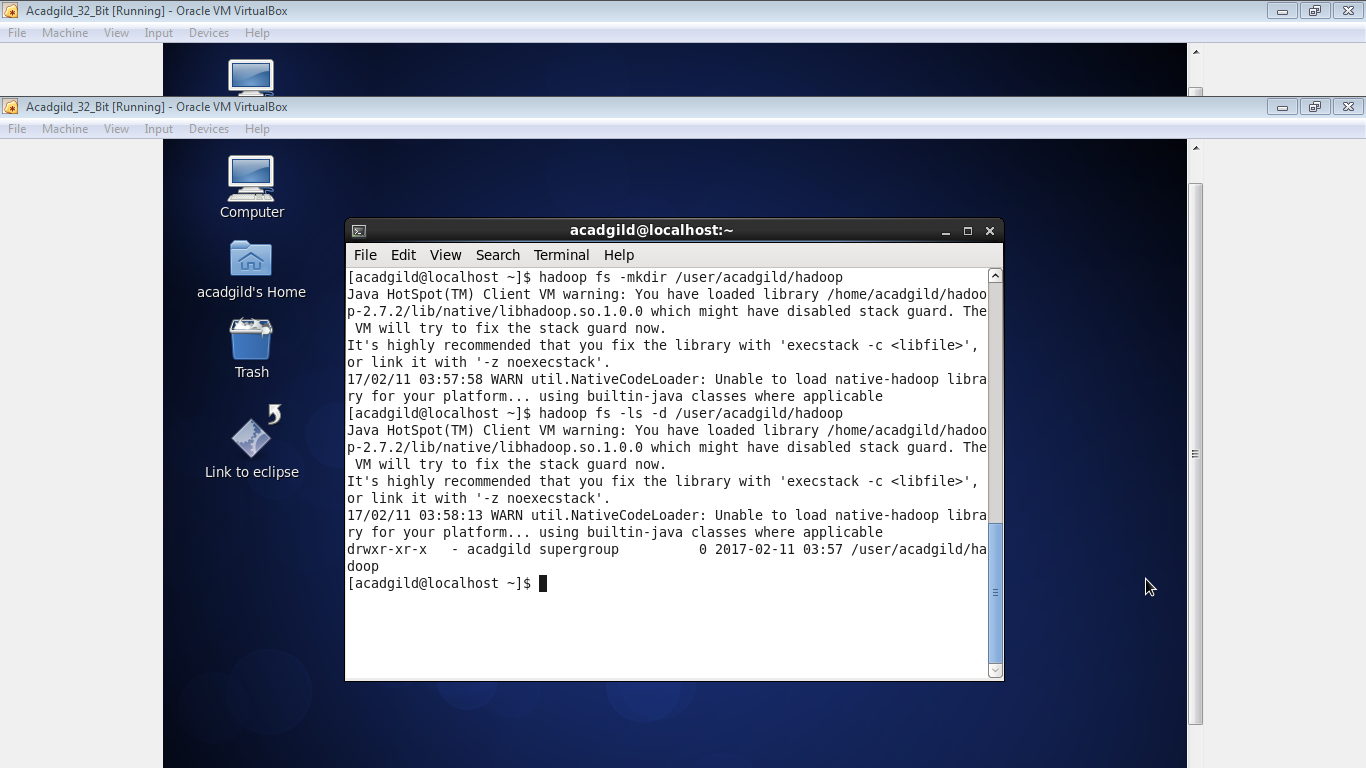 Acadgild_32_Bit [Running] - Oracle VM VirtualBox
File Machine View Input Devices Help
Acadgild_32_Bit [Running] - Oracle VM VirtualBox
File Machine View Input Devices Help
Computer
acadgild's Home
Trash
Link to eclipse
acadgild@localhost:~
File Edit View Search Terminal Help
[acadgild@localhost ~]$ hadoop fs -mkdir /user/acadgild/hadoop
Java HotSpot(TM) Client VM warning: You have loaded library /home/acadgild/hadoo
p-2.7.2/lib/native/libhadoop.so.1.0.0 which might have disabled stack guard. The
 VM will try to fix the stack guard now.
It's highly recommended that you fix the library with 'execstack -c <libfile>',
or link it with '-z noexecstack'.
17/02/11 03:57:58 WARN util.NativeCodeLoader: Unable to load native-hadoop libra
ry for your platform... using builtin-java classes where applicable
[acadgild@localhost ~]$ hadoop fs -ls -d /user/acadgild/hadoop
Java HotSpot(TM) Client VM warning: You have loaded library /home/acadgild/hadoo
p-2.7.2/lib/native/libhadoop.so.1.0.0 which might have disabled stack guard. The
 VM will try to fix the stack guard now.
It's highly recommended that you fix the library with 'execstack -c <libfile>',
or link it with '-z noexecstack'.
17/02/11 03:58:13 WARN util.NativeCodeLoader: Unable to load native-hadoop libra
ry for your platform... using builtin-java classes where applicable
drwxr-xr-x   - acadgild supergroup          0 2017-02-11 03:57 /user/acadgild/ha
doop
[acadgild@localhost ~]$